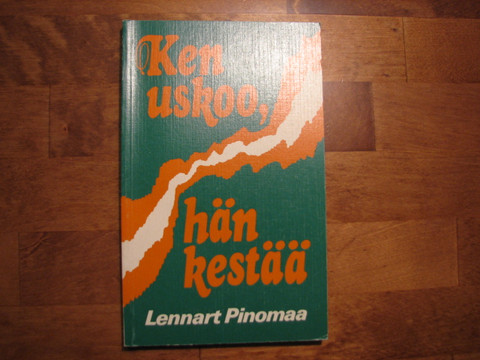 Ken
uskoo,
hän
kestää
Lennart Pinomaa